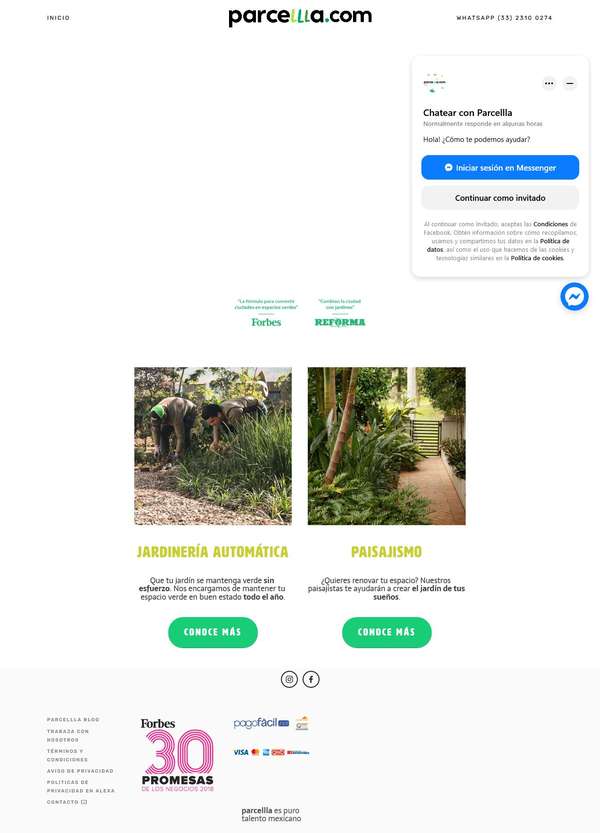 INICIO
parcellla.com
WHATSAPP (33) 2310 0274
Chatear con Parcellla
Normalmente responde en algunas horas
Hola! ¿Cómo te podemos ayudar?
Iniciar sesión en Messenger
Continuar como invitado
Al continuar como invitado, aceptas las Condiciones de
Facebook. Obtén información sobre cómo recopilamos,
usamos y compartimos tus datos en la Política de
datos, así como el uso que hacemos de las cookies y
tecnologías similares en la Política de cookies.
"La fórmula para convertir
ciudades en espacios verdes"
Forbes
"Cambian la ciudad
con jardines"
REFORMA
JARDINERÍA AUTOMÁTICA
Que tu jardín se mantenga verde sin
esfuerzo. Nos encargamos de mantener tu
espacio verde en buen estado todo el año.
CONOCE MÁS
PAISAJISMO
¿Quieres renovar tu espacio? Nuestros
paisajistas te ayudarán a crear el jardín de tus
sueños.
CONOCE MÁS
PARCELLLA BLOG
TRABAJA CON
NOSOTROS
TÉRMINOS Y
CONDICIONES
AVISO DE PRIVACIDAD
POLITICAS DE
PRIVACIDAD EN ALEXA
CONTACTO
Forbes
30
PROMESAS
DE LOS NEGOCIOS 2018
pagofácil
VISA
parcellla es puro
talento mexicano